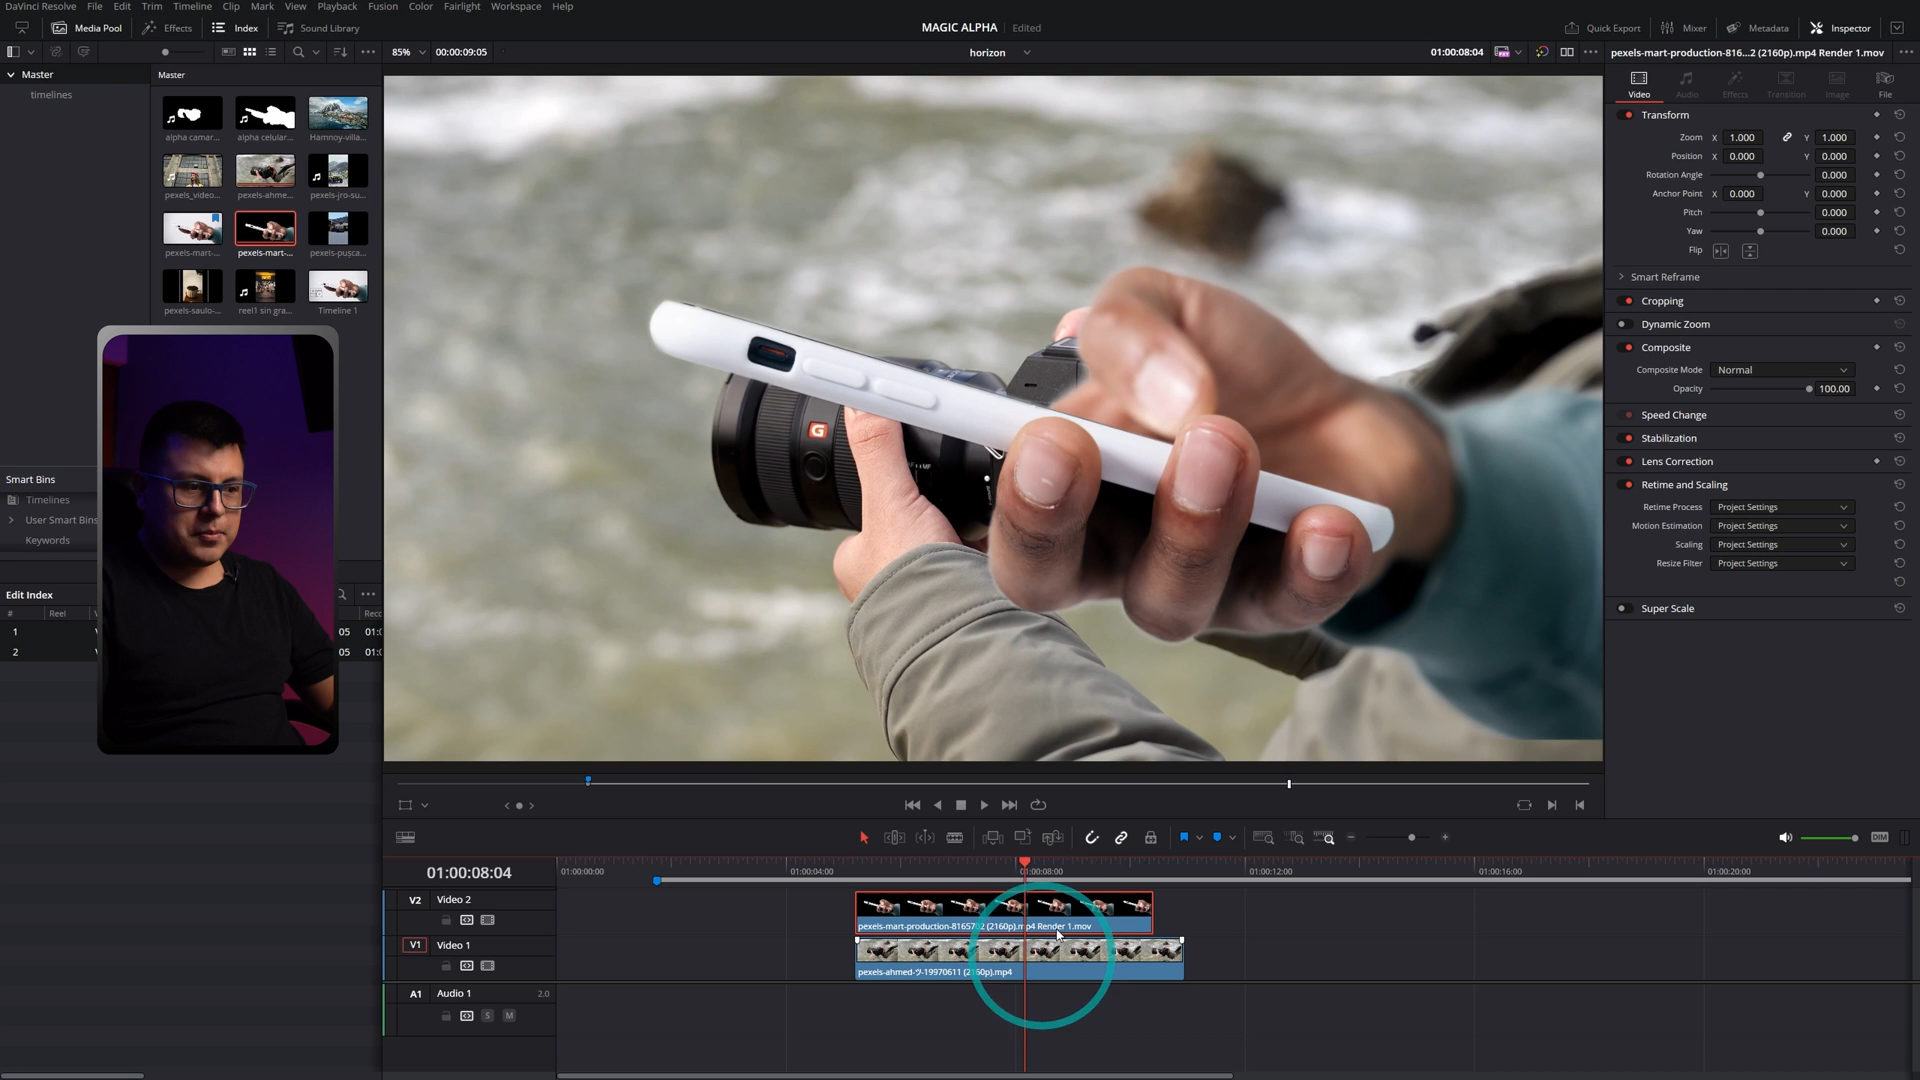 DaVinci Resolve File Edit Trim Timeline Clip Mark View Playback Fusion Color Fairlight Workspace Help
Media Pool Effects Index Sound Library
MAGIC ALPHA Edited
Quick Export Mixer Metadata Inspector
85% 00:00:09:05
horizon
01:00:08:04
pexels-mart-production-816...2 (2160p).mp4 Render 1.mov
Master
timelines
Master
alpha camar... alpha celular... Hamnoy-villa...
pexels_video... pexels-ahme... pexels-jro-su...
pexels-mart-... pexels-mart-... pexels-pușca...
pexels-saulo-... reel1 sin gra... Timeline 1
Smart Bins
Timelines
User Smart Bins
Keywords
Edit Index
# Reel V Reco
1 V 05 01:0
2 V 05 01:0
Video Audio Effects Transition Image File
Transform
Zoom X 1.000 Y 1.000
Position X 0.000 Y 0.000
Rotation Angle 0.000
Anchor Point X 0.000 Y 0.000
Pitch 0.000
Yaw 0.000
Flip
Smart Reframe
Cropping
Dynamic Zoom
Composite
Composite Mode Normal
Opacity 100.00
Speed Change
Stabilization
Lens Correction
Retime and Scaling
Retime Process Project Settings
Motion Estimation Project Settings
Scaling Project Settings
Resize Filter Project Settings
Super Scale
G
DIM
01:00:08:04
01:00:00:00 01:00:04:00 01:00:08:00 01:00:12:00 01:00:16:00 01:00:20:00
V2 Video 2
pexels-mart-production-8165702 (2160p).mp4 Render 1.mov
V1 Video 1
pexels-ahmed-ツ-19970611 (2160p).mp4
A1 Audio 1 2.0
S M